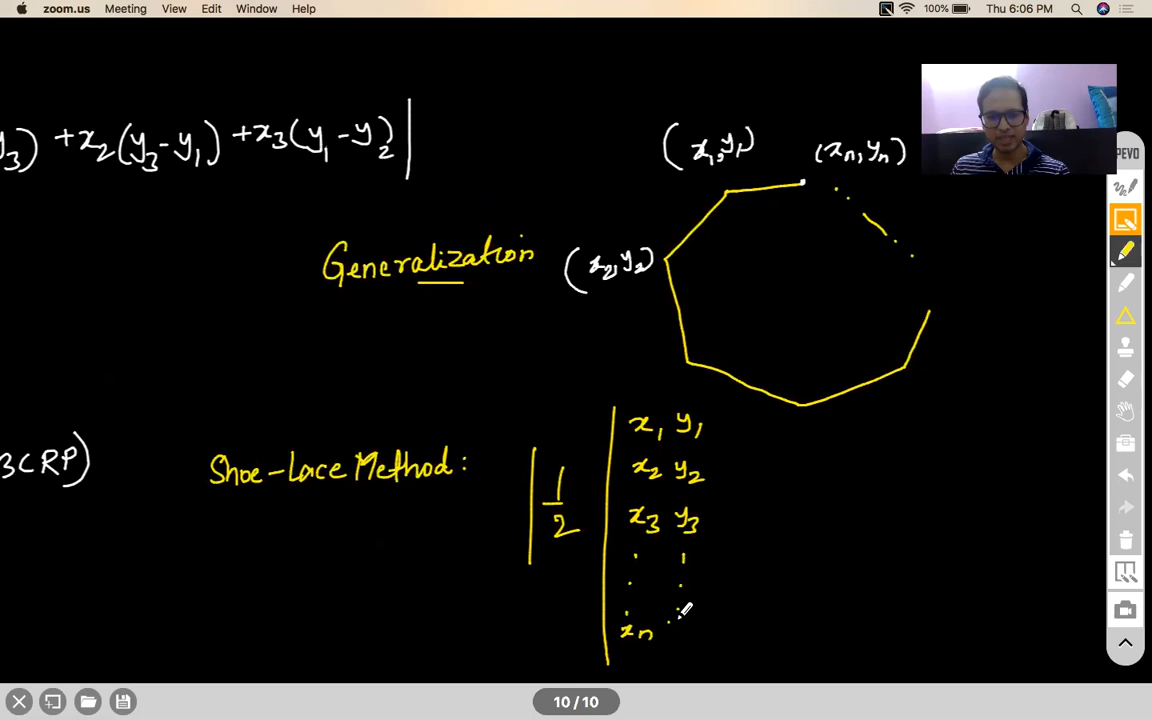 zoom.us Meeting View Edit Window Help 100% Thu 6:06 PM
y₃) + x₂(y₃-y₁) + x₃(y₁-y₂)|
(x₁,y₁) (xₙ,yₙ)
Generalization (x₂,y₂)
3CRP) Shoe-Lace Method: | 1/2 |
x₁ y₁
x₂ y₂
x₃ y₃
xₙ
10 / 10